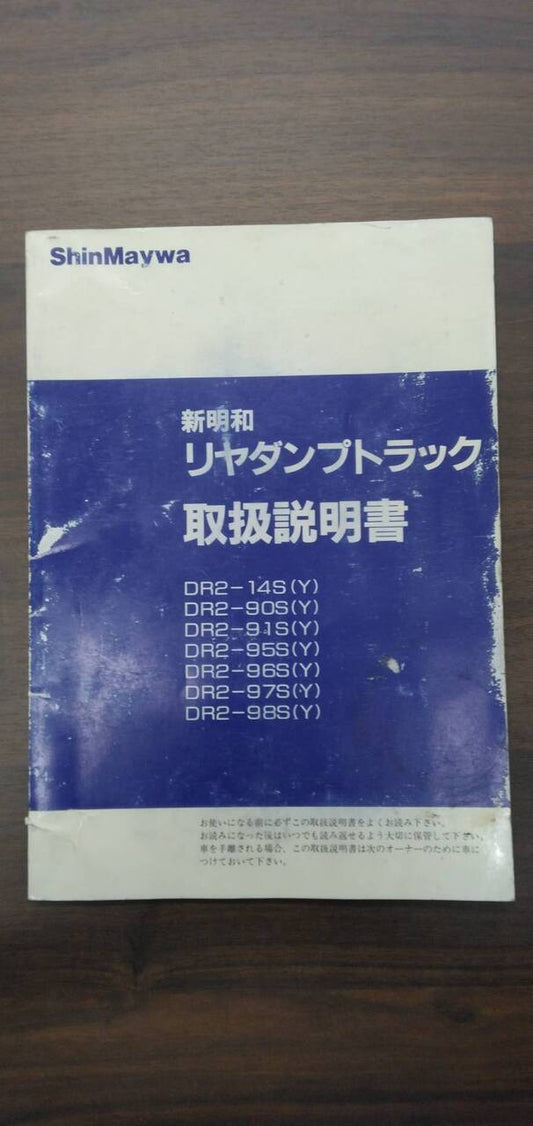 ShinMaywa
新明和
リヤダンプトラック
取扱説明書
DR2-14S(Y)
DR2-90S(Y)
DR2-91S(Y)
DR2-95S(Y)
DR2-96S(Y)
DR2-97S(Y)
DR2-98S(Y)
お使いになる前に必ずこの取扱説明書をよくお読み下さい。
お読みになった後はいつでも読み返せるよう大切に保管して下さい。
車を手離される場合、この取扱説明書は次のオーナーのために車に
つけておいて下さい。